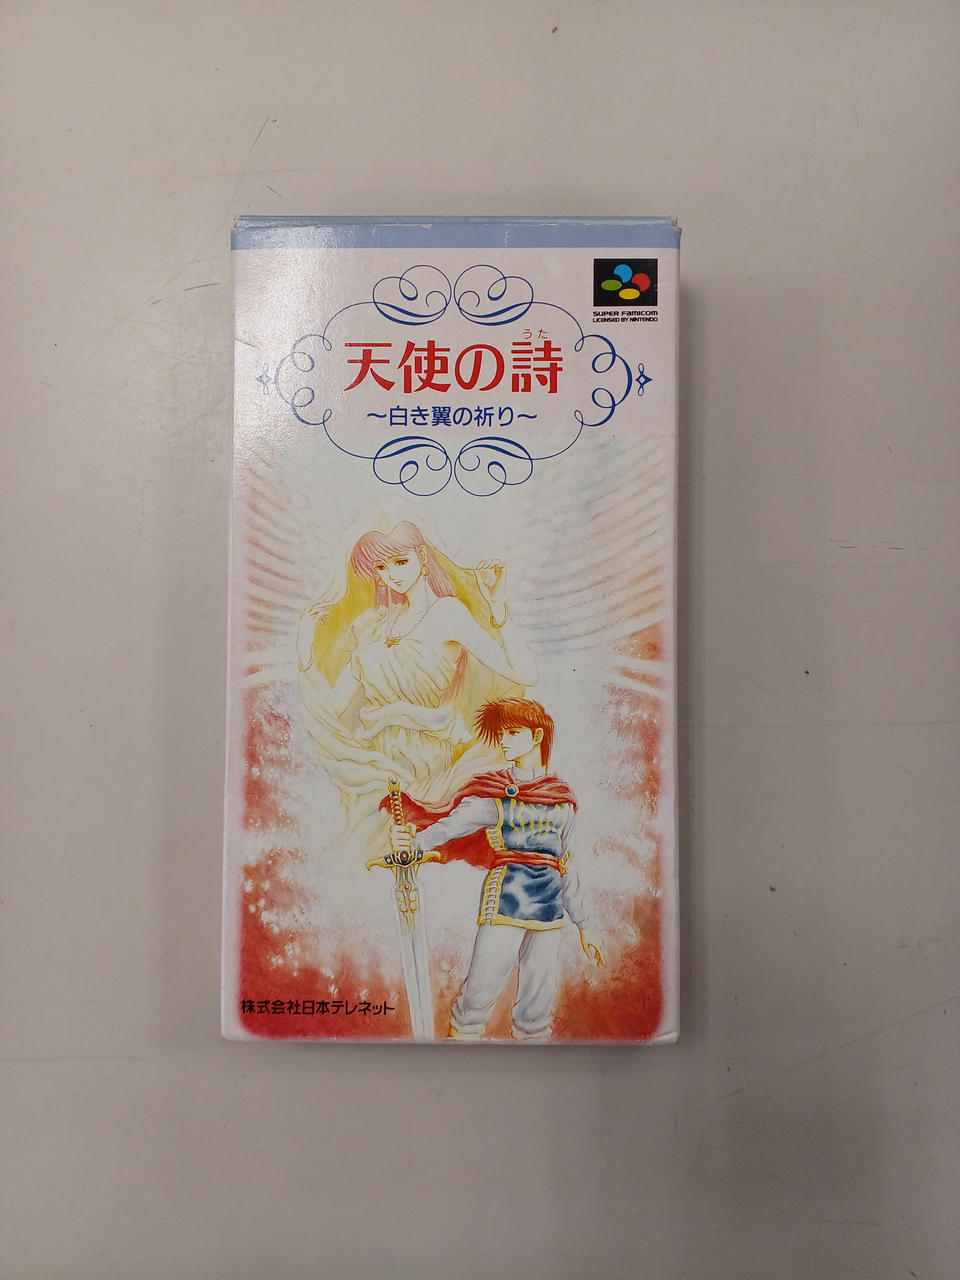 SUPER FAMICOM
LICENSED BY NINTENDO
うた
天使の詩
～白き翼の祈り～
株式会社日本テレネット